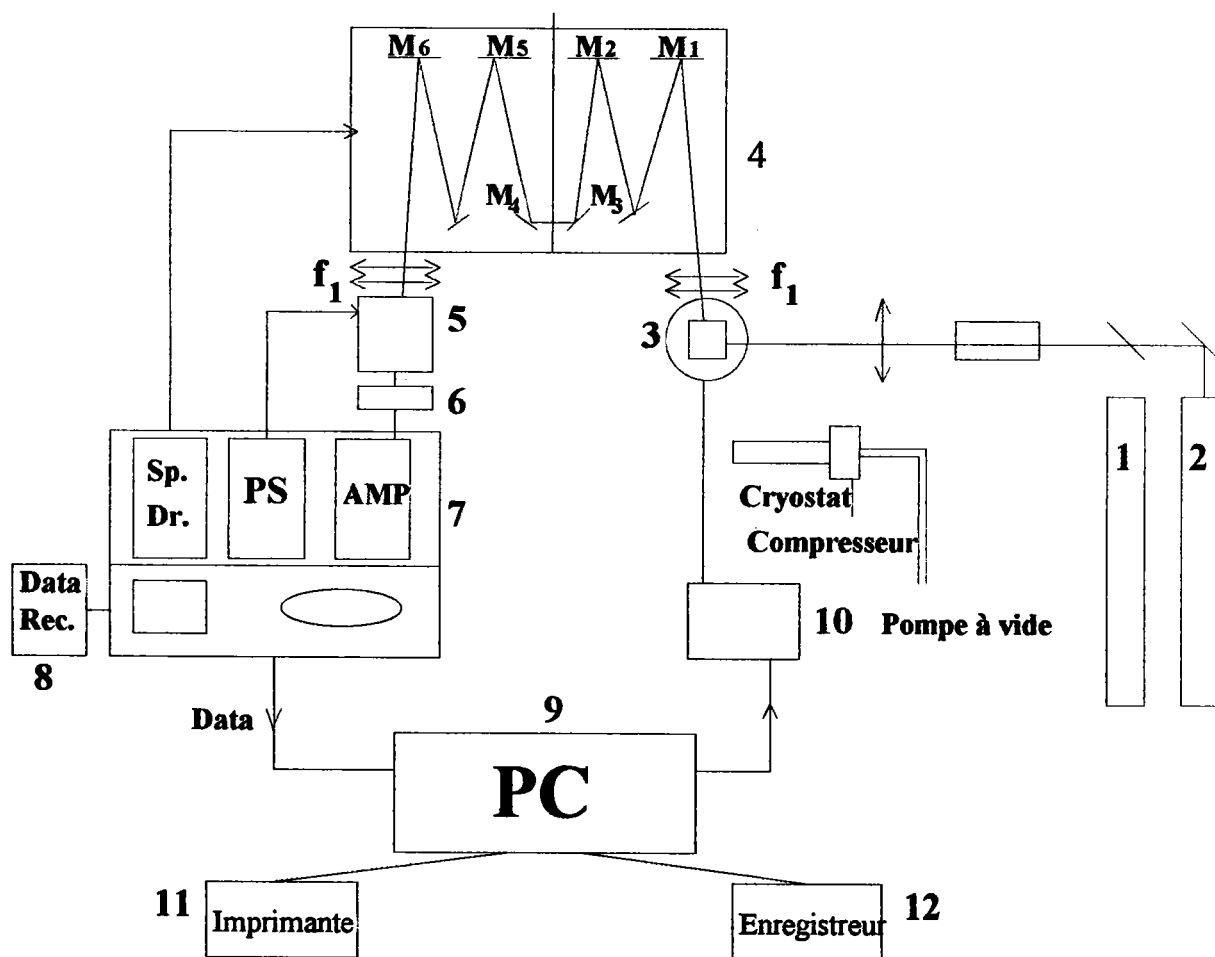 M6 M5 M2 M1
4
M4 M3
f1 f1
5
3
6
1 2
Sp. Dr.
PS
AMP
7
Cryostat
Compresseur
Data Rec.
8
10 Pompe à vide
Data
9
PC
11 Imprimante
Enregistreur 12